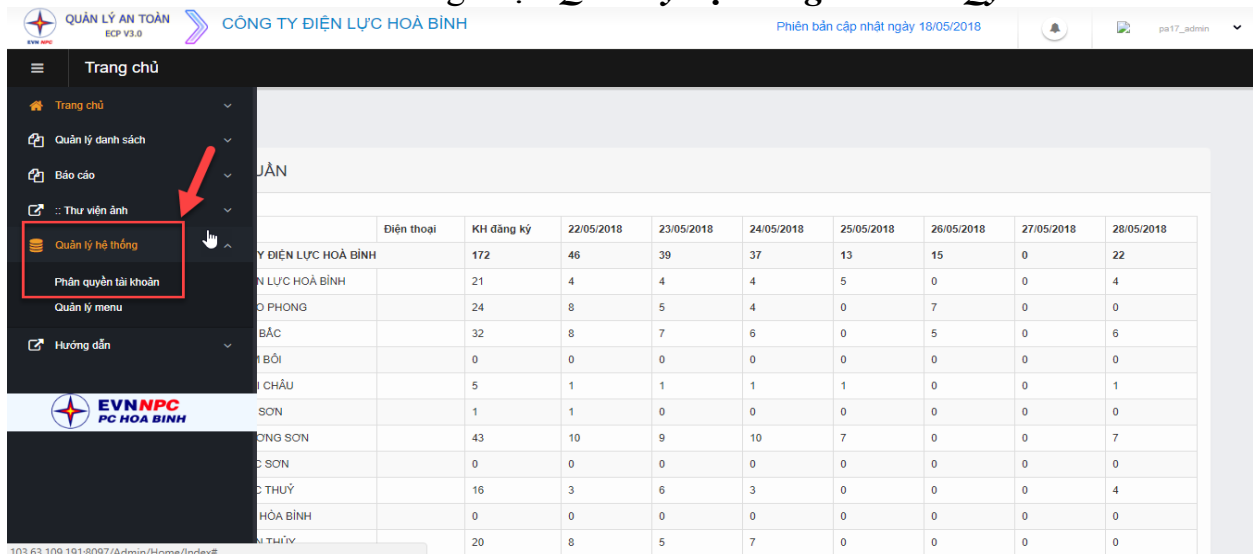 QUẢN LÝ AN TOÀN
ECP V3.0
EVN NPC
CÔNG TY ĐIỆN LỰC HOÀ BÌNH
Phiên bản cập nhật ngày 18/05/2018
pa17_admin
Trang chủ
Trang chủ
Quản lý danh sách
Báo cáo
:: Thư viện ảnh
Quản lý hệ thống
Phân quyền tài khoản
Quản lý menu
Hướng dẫn
EVNNPC
PC HOA BINH
UẦN
Điện thoại KH đăng ký 22/05/2018 23/05/2018 24/05/2018 25/05/2018 26/05/2018 27/05/2018 28/05/2018
Y ĐIỆN LỰC HOÀ BÌNH 172 46 39 37 13 15 0 22
N LỰC HOÀ BÌNH 21 4 4 4 5 0 0 4
O PHONG 24 8 5 4 0 7 0 0
BẮC 32 8 7 6 0 5 0 6
BÔI 0 0 0 0 0 0 0 0
I CHÂU 5 1 1 1 1 0 0 1
SƠN 1 1 0 0 0 0 0 0
ƠNG SƠN 43 10 9 10 7 0 0 7
C SƠN 0 0 0 0 0 0 0 0
C THUỶ 16 3 6 3 0 0 0 4
HÒA BÌNH 0 0 0 0 0 0 0 0
N THỦY 20 8 5 7 0 0 0 0
103.63.109.191:8097/Admin/Home/Index#